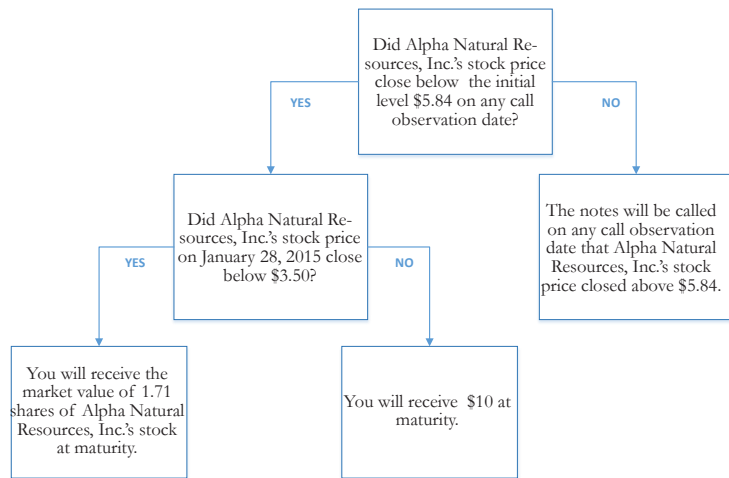 Did Alpha Natural Re-
sources, Inc.'s stock price
close below the initial
level $5.84 on any call
observation date?
YES
NO
Did Alpha Natural Re-
sources, Inc.'s stock price
on January 28, 2015 close
below $3.50?
The notes will be called
on any call observation
date that Alpha Natural
Resources, Inc.'s stock
price closed above $5.84.
YES
NO
You will receive the
market value of 1.71
shares of Alpha Natural
Resources, Inc.'s stock
at maturity.
You will receive $10 at
maturity.